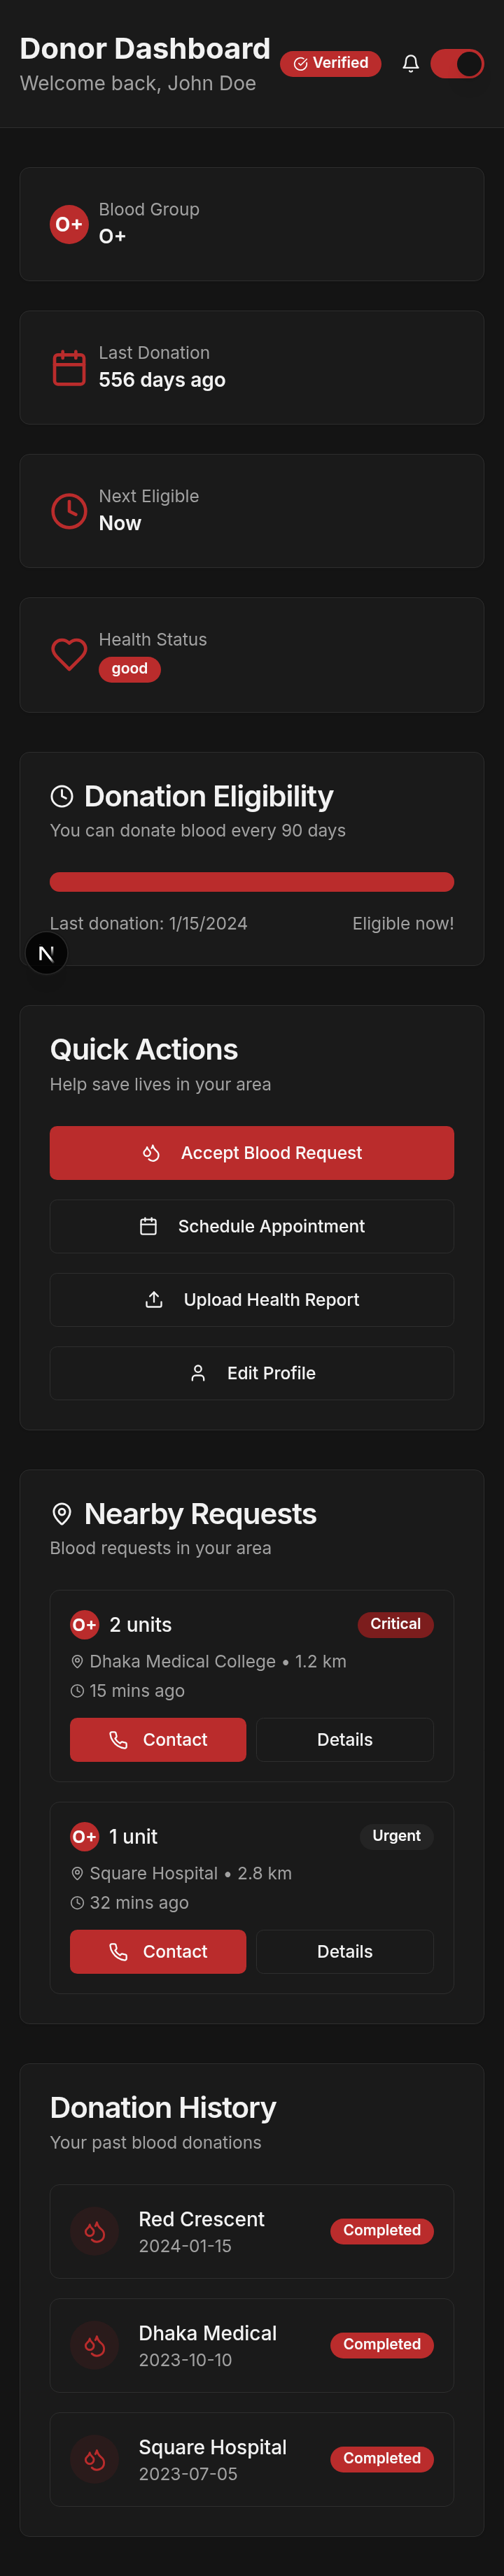 Donor Dashboard
Verified
Welcome back, John Doe
O+
Blood Group
O+
Last Donation
556 days ago
Next Eligible
Now
Health Status
good
Donation Eligibility
You can donate blood every 90 days
Last donation: 1/15/2024 Eligible now!
N
Quick Actions
Help save lives in your area
Accept Blood Request
Schedule Appointment
Upload Health Report
Edit Profile
Nearby Requests
Blood requests in your area
O+ 2 units Critical
Dhaka Medical College • 1.2 km
15 mins ago
Contact Details
O+ 1 unit Urgent
Square Hospital • 2.8 km
32 mins ago
Contact Details
Donation History
Your past blood donations
Red Crescent
2024-01-15
Completed
Dhaka Medical
2023-10-10
Completed
Square Hospital
2023-07-05
Completed